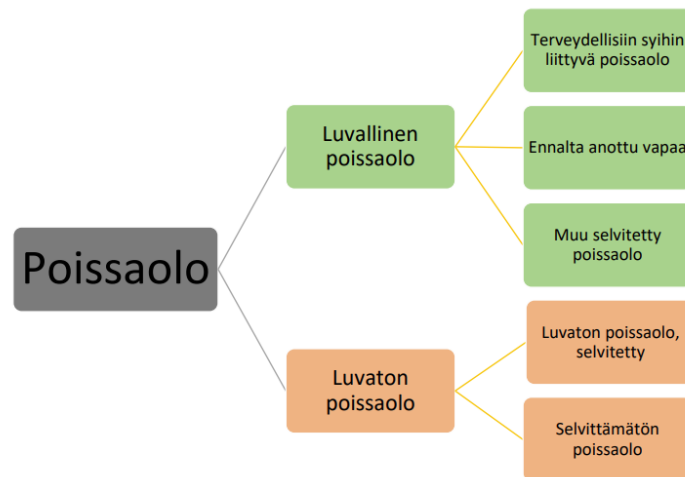 Poissaolo
Luvallinen
poissaolo
Terveydellisiin syihin
liittyvä poissaolo
Ennalta anottu vapaa
Muu selvitetty
poissaolo
Luvaton
poissaolo
Luvaton poissaolo,
selvitetty
Selvittämätön
poissaolo